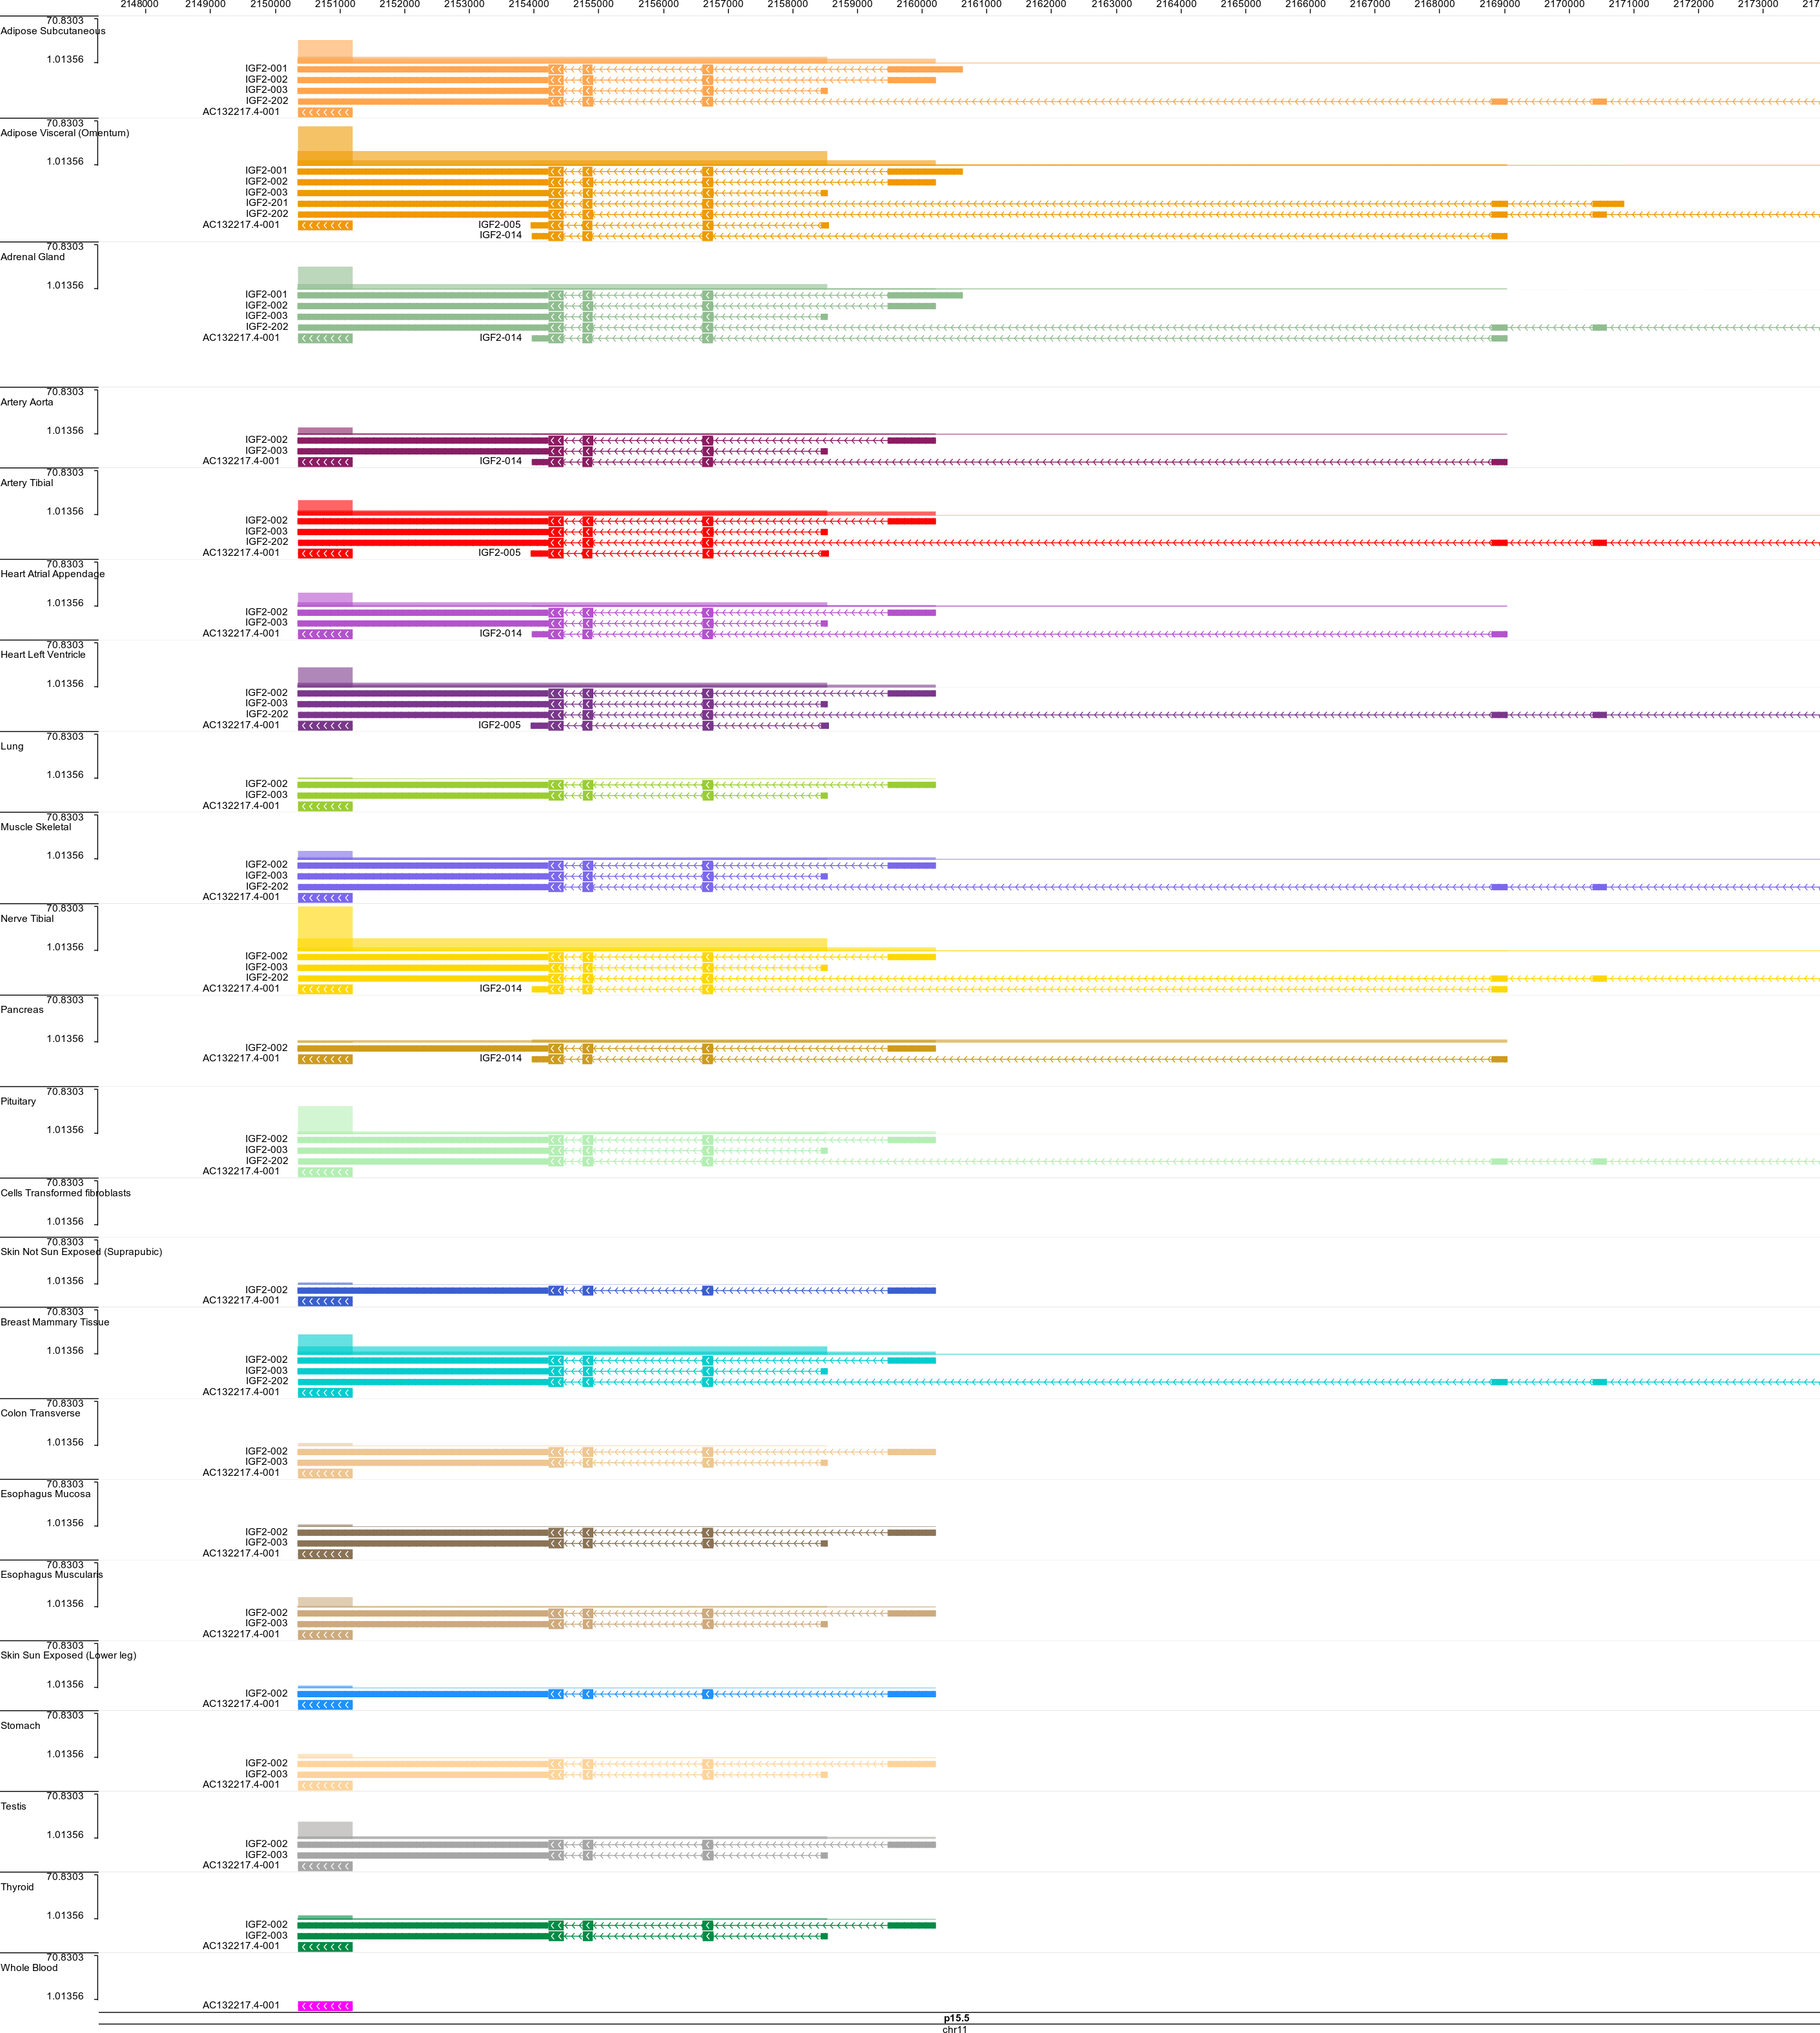 2148000 2149000 2150000 2151000 2152000 2153000 2154000 2155000 2156000 2157000 2158000 2159000 2160000 2161000 2162000 2163000 2164000 2165000 2166000 2167000 2168000 2169000 2170000 2171000 2172000 2173000 217
70.8303
Adipose Subcutaneous
1.01356
IGF2-001
IGF2-002
IGF2-003
IGF2-202
AC132217.4-001
70.8303
Adipose Visceral (Omentum)
1.01356
IGF2-001
IGF2-002
IGF2-003
IGF2-201
IGF2-202
AC132217.4-001 IGF2-005
IGF2-014
70.8303
Adrenal Gland
1.01356
IGF2-001
IGF2-002
IGF2-003
IGF2-202
AC132217.4-001 IGF2-014
70.8303
Artery Aorta
1.01356
IGF2-002
IGF2-003
AC132217.4-001 IGF2-014
70.8303
Artery Tibial
1.01356
IGF2-002
IGF2-003
IGF2-202
AC132217.4-001 IGF2-005
70.8303
Heart Atrial Appendage
1.01356
IGF2-002
IGF2-003
AC132217.4-001 IGF2-014
70.8303
Heart Left Ventricle
1.01356
IGF2-002
IGF2-003
IGF2-202
AC132217.4-001 IGF2-005
70.8303
Lung
1.01356
IGF2-002
IGF2-003
AC132217.4-001
70.8303
Muscle Skeletal
1.01356
IGF2-002
IGF2-003
IGF2-202
AC132217.4-001
70.8303
Nerve Tibial
1.01356
IGF2-002
IGF2-003
IGF2-202
AC132217.4-001 IGF2-014
70.8303
Pancreas
1.01356
IGF2-002
AC132217.4-001 IGF2-014
70.8303
Pituitary
1.01356
IGF2-002
IGF2-003
IGF2-202
AC132217.4-001
70.8303
Cells Transformed fibroblasts
1.01356
70.8303
Skin Not Sun Exposed (Suprapubic)
1.01356
IGF2-002
AC132217.4-001
70.8303
Breast Mammary Tissue
1.01356
IGF2-002
IGF2-003
IGF2-202
AC132217.4-001
70.8303
Colon Transverse
1.01356
IGF2-002
IGF2-003
AC132217.4-001
70.8303
Esophagus Mucosa
1.01356
IGF2-002
IGF2-003
AC132217.4-001
70.8303
Esophagus Muscularis
1.01356
IGF2-002
IGF2-003
AC132217.4-001
70.8303
Skin Sun Exposed (Lower leg)
1.01356
IGF2-002
AC132217.4-001
70.8303
Stomach
1.01356
IGF2-002
IGF2-003
AC132217.4-001
70.8303
Testis
1.01356
IGF2-002
IGF2-003
AC132217.4-001
70.8303
Thyroid
1.01356
IGF2-002
IGF2-003
AC132217.4-001
70.8303
Whole Blood
1.01356
AC132217.4-001
p15.5
chr11